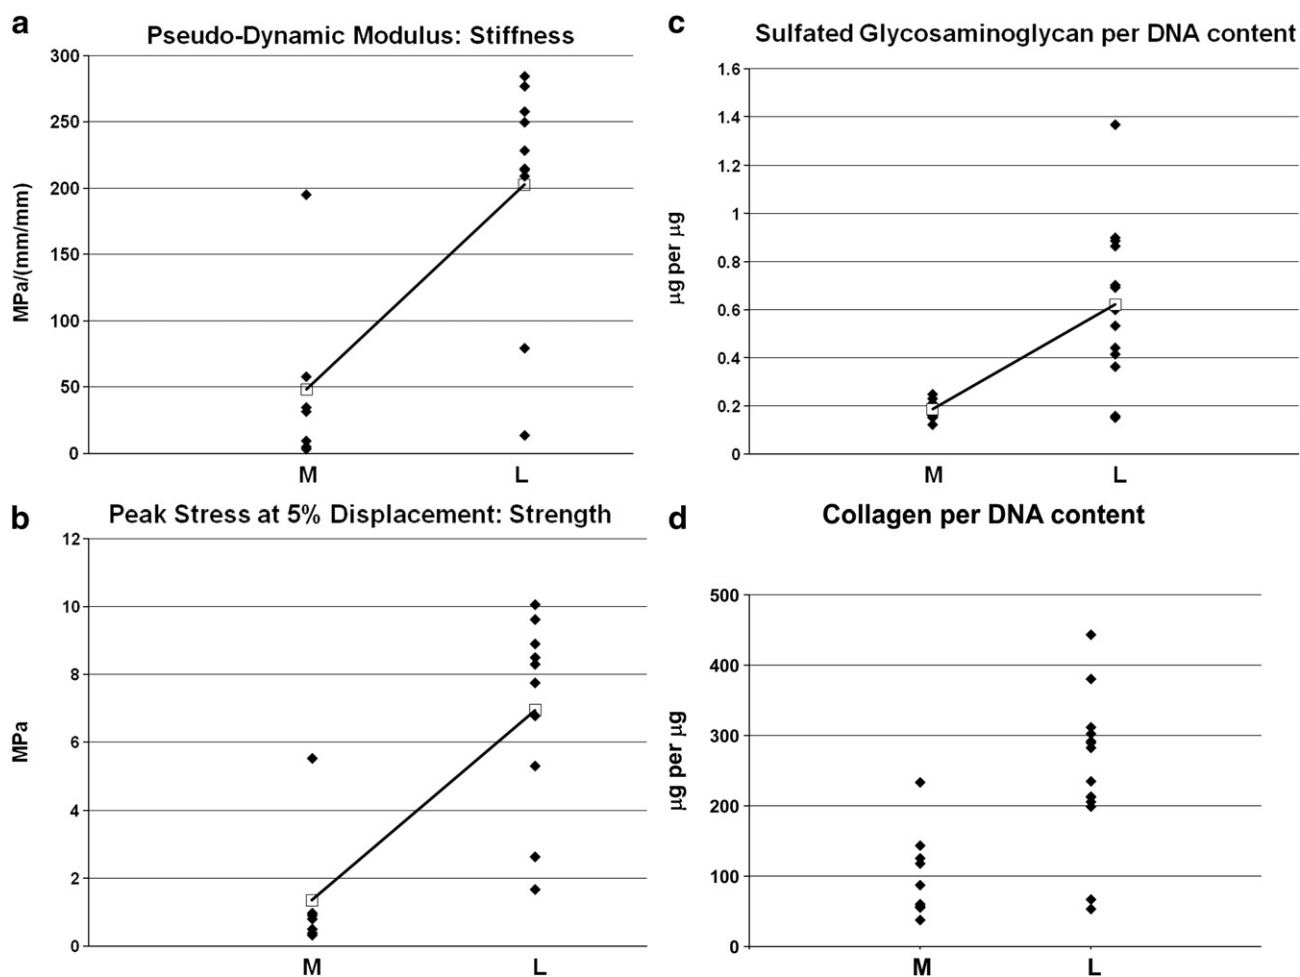 a
Pseudo-Dynamic Modulus: Stiffness
300
250
200
150
100
50
0
MPa/(mm/mm)
M
L
b
Peak Stress at 5% Displacement: Strength
12
10
8
6
4
2
0
MPa
M
L
c
Sulfated Glycosaminoglycan per DNA content
1.6
1.4
1.2
1
0.8
0.6
0.4
0.2
0
µg per µg
M
L
d
Collagen per DNA content
500
400
300
200
100
0
µg per µg
M
L